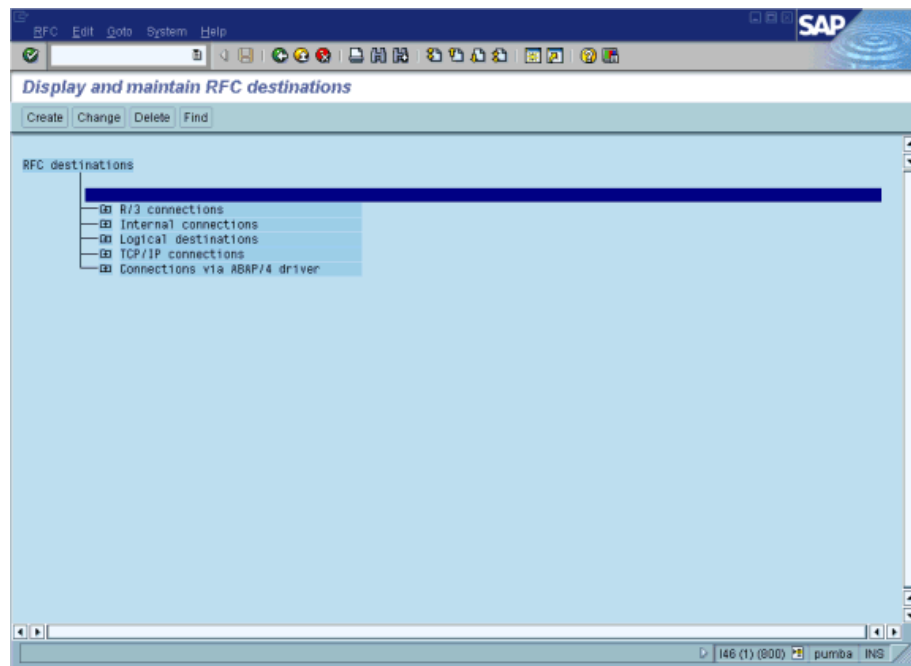 RFC Edit Goto System Help
SAP
Display and maintain RFC destinations
Create Change Delete Find
RFC destinations
R/3 connections
Internal connections
Logical destinations
TCP/IP connections
Connections via ABAP/4 driver
I46 (1) (800) pumba INS